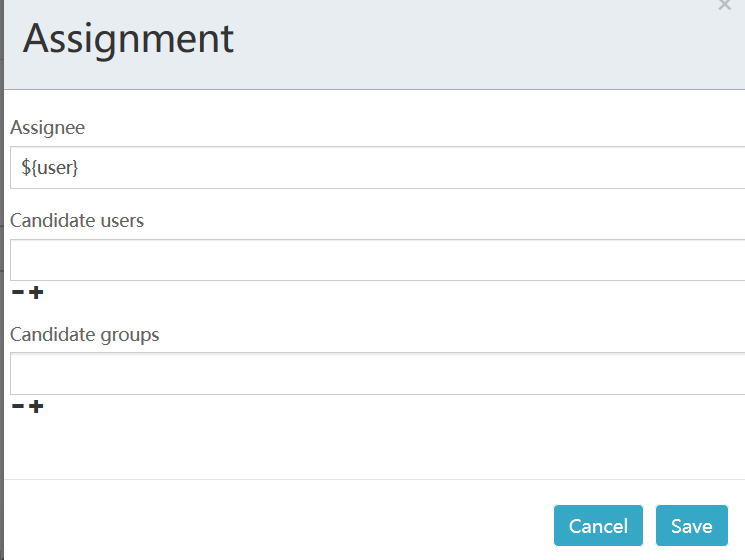 Assignment
Assignee
${user}
Candidate users
Candidate groups
Cancel Save